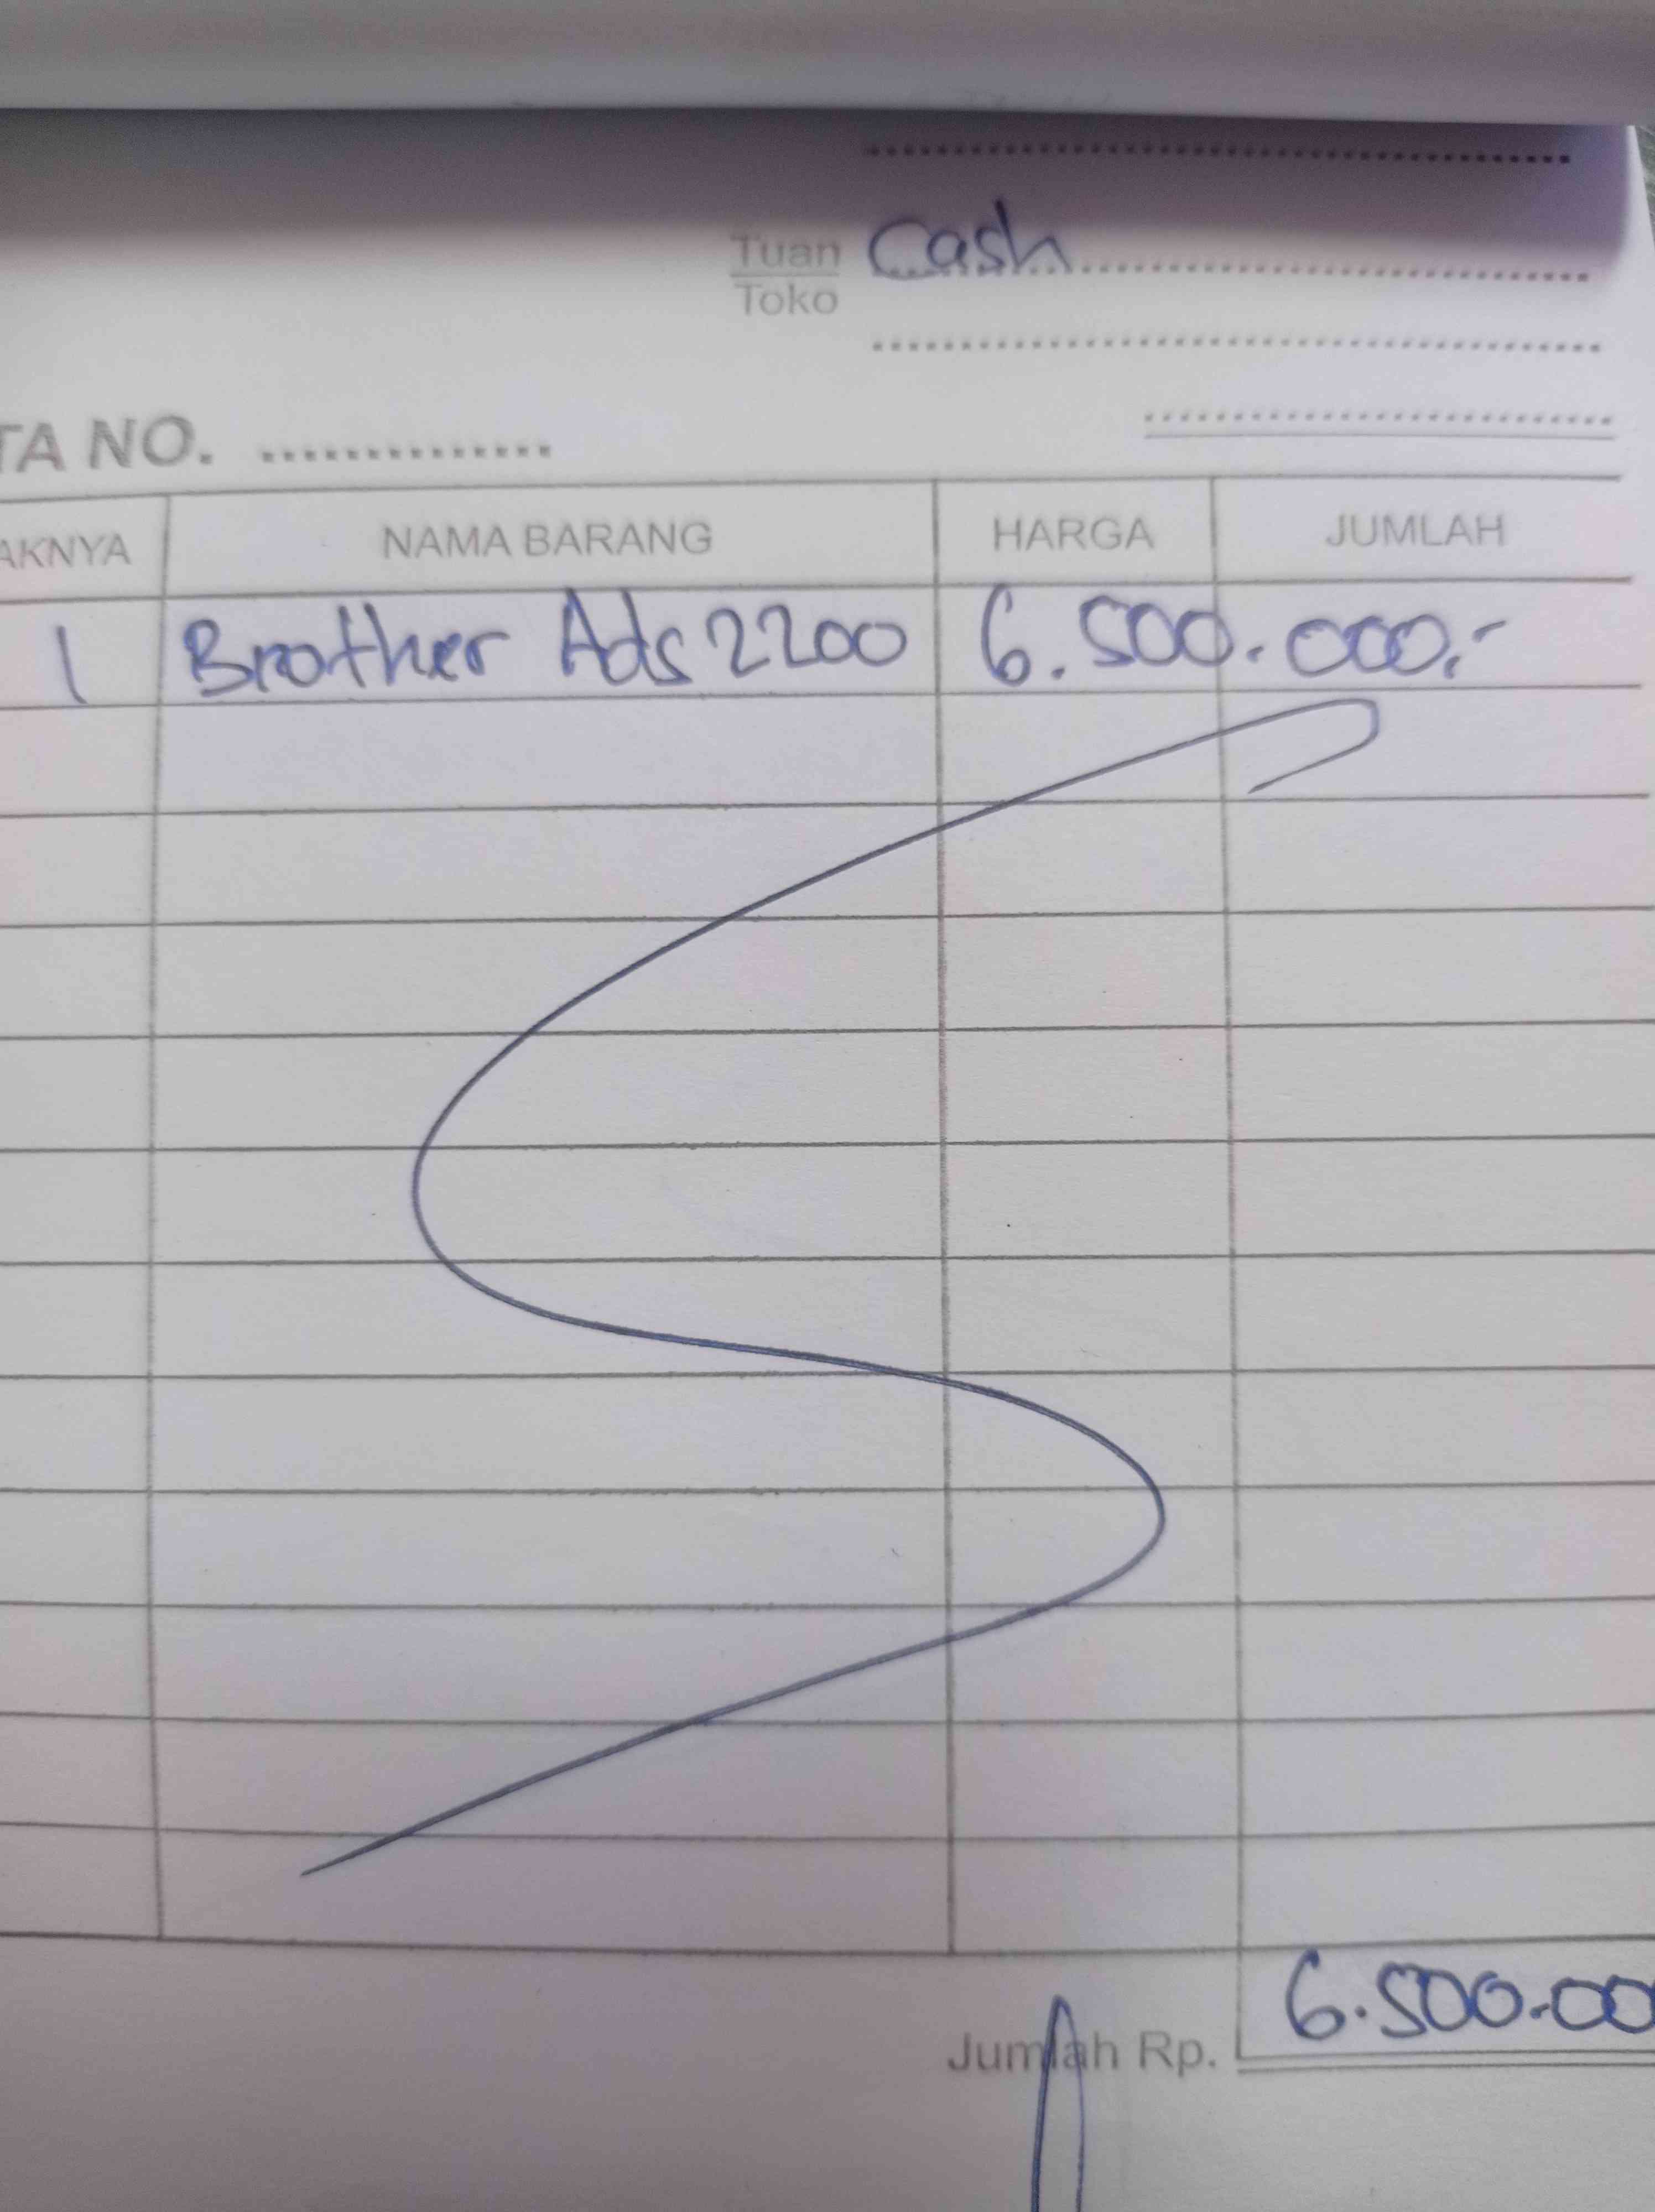 Tuan Cash
Toko
TA NO.
AKNYA NAMA BARANG HARGA JUMLAH
1 Brother Ads 2200 6.500.000,-
Jumlah Rp. 6.500.00